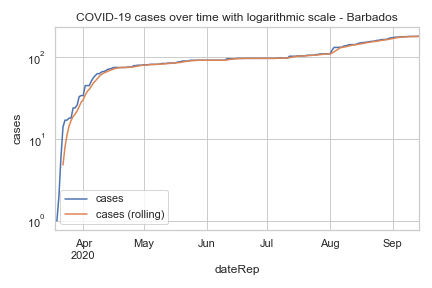 COVID-19 cases over time with logarithmic scale - Barbados
cases
10²
10¹
10⁰
cases
cases (rolling)
Apr
2020
May
Jun
Jul
Aug
Sep
dateRep